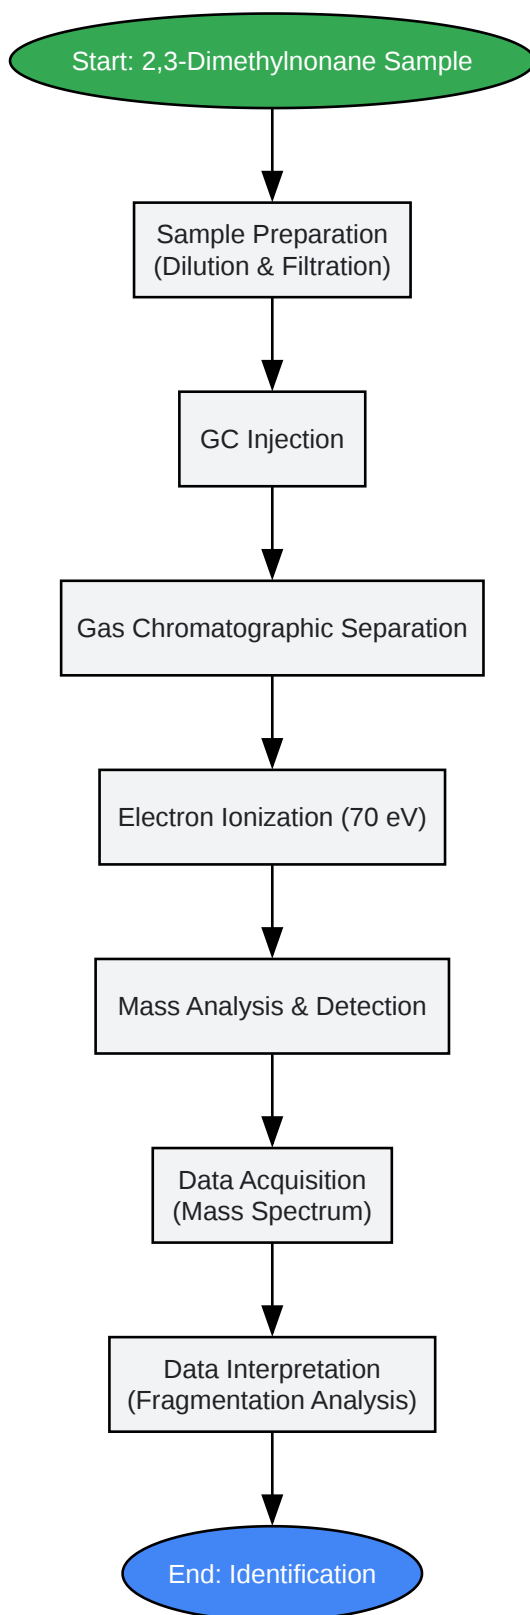 Start: 2,3-Dimethylnonane Sample
Sample Preparation
(Dilution & Filtration)
GC Injection
Gas Chromatographic Separation
Electron Ionization (70 eV)
Mass Analysis & Detection
Data Acquisition
(Mass Spectrum)
Data Interpretation
(Fragmentation Analysis)
End: Identification